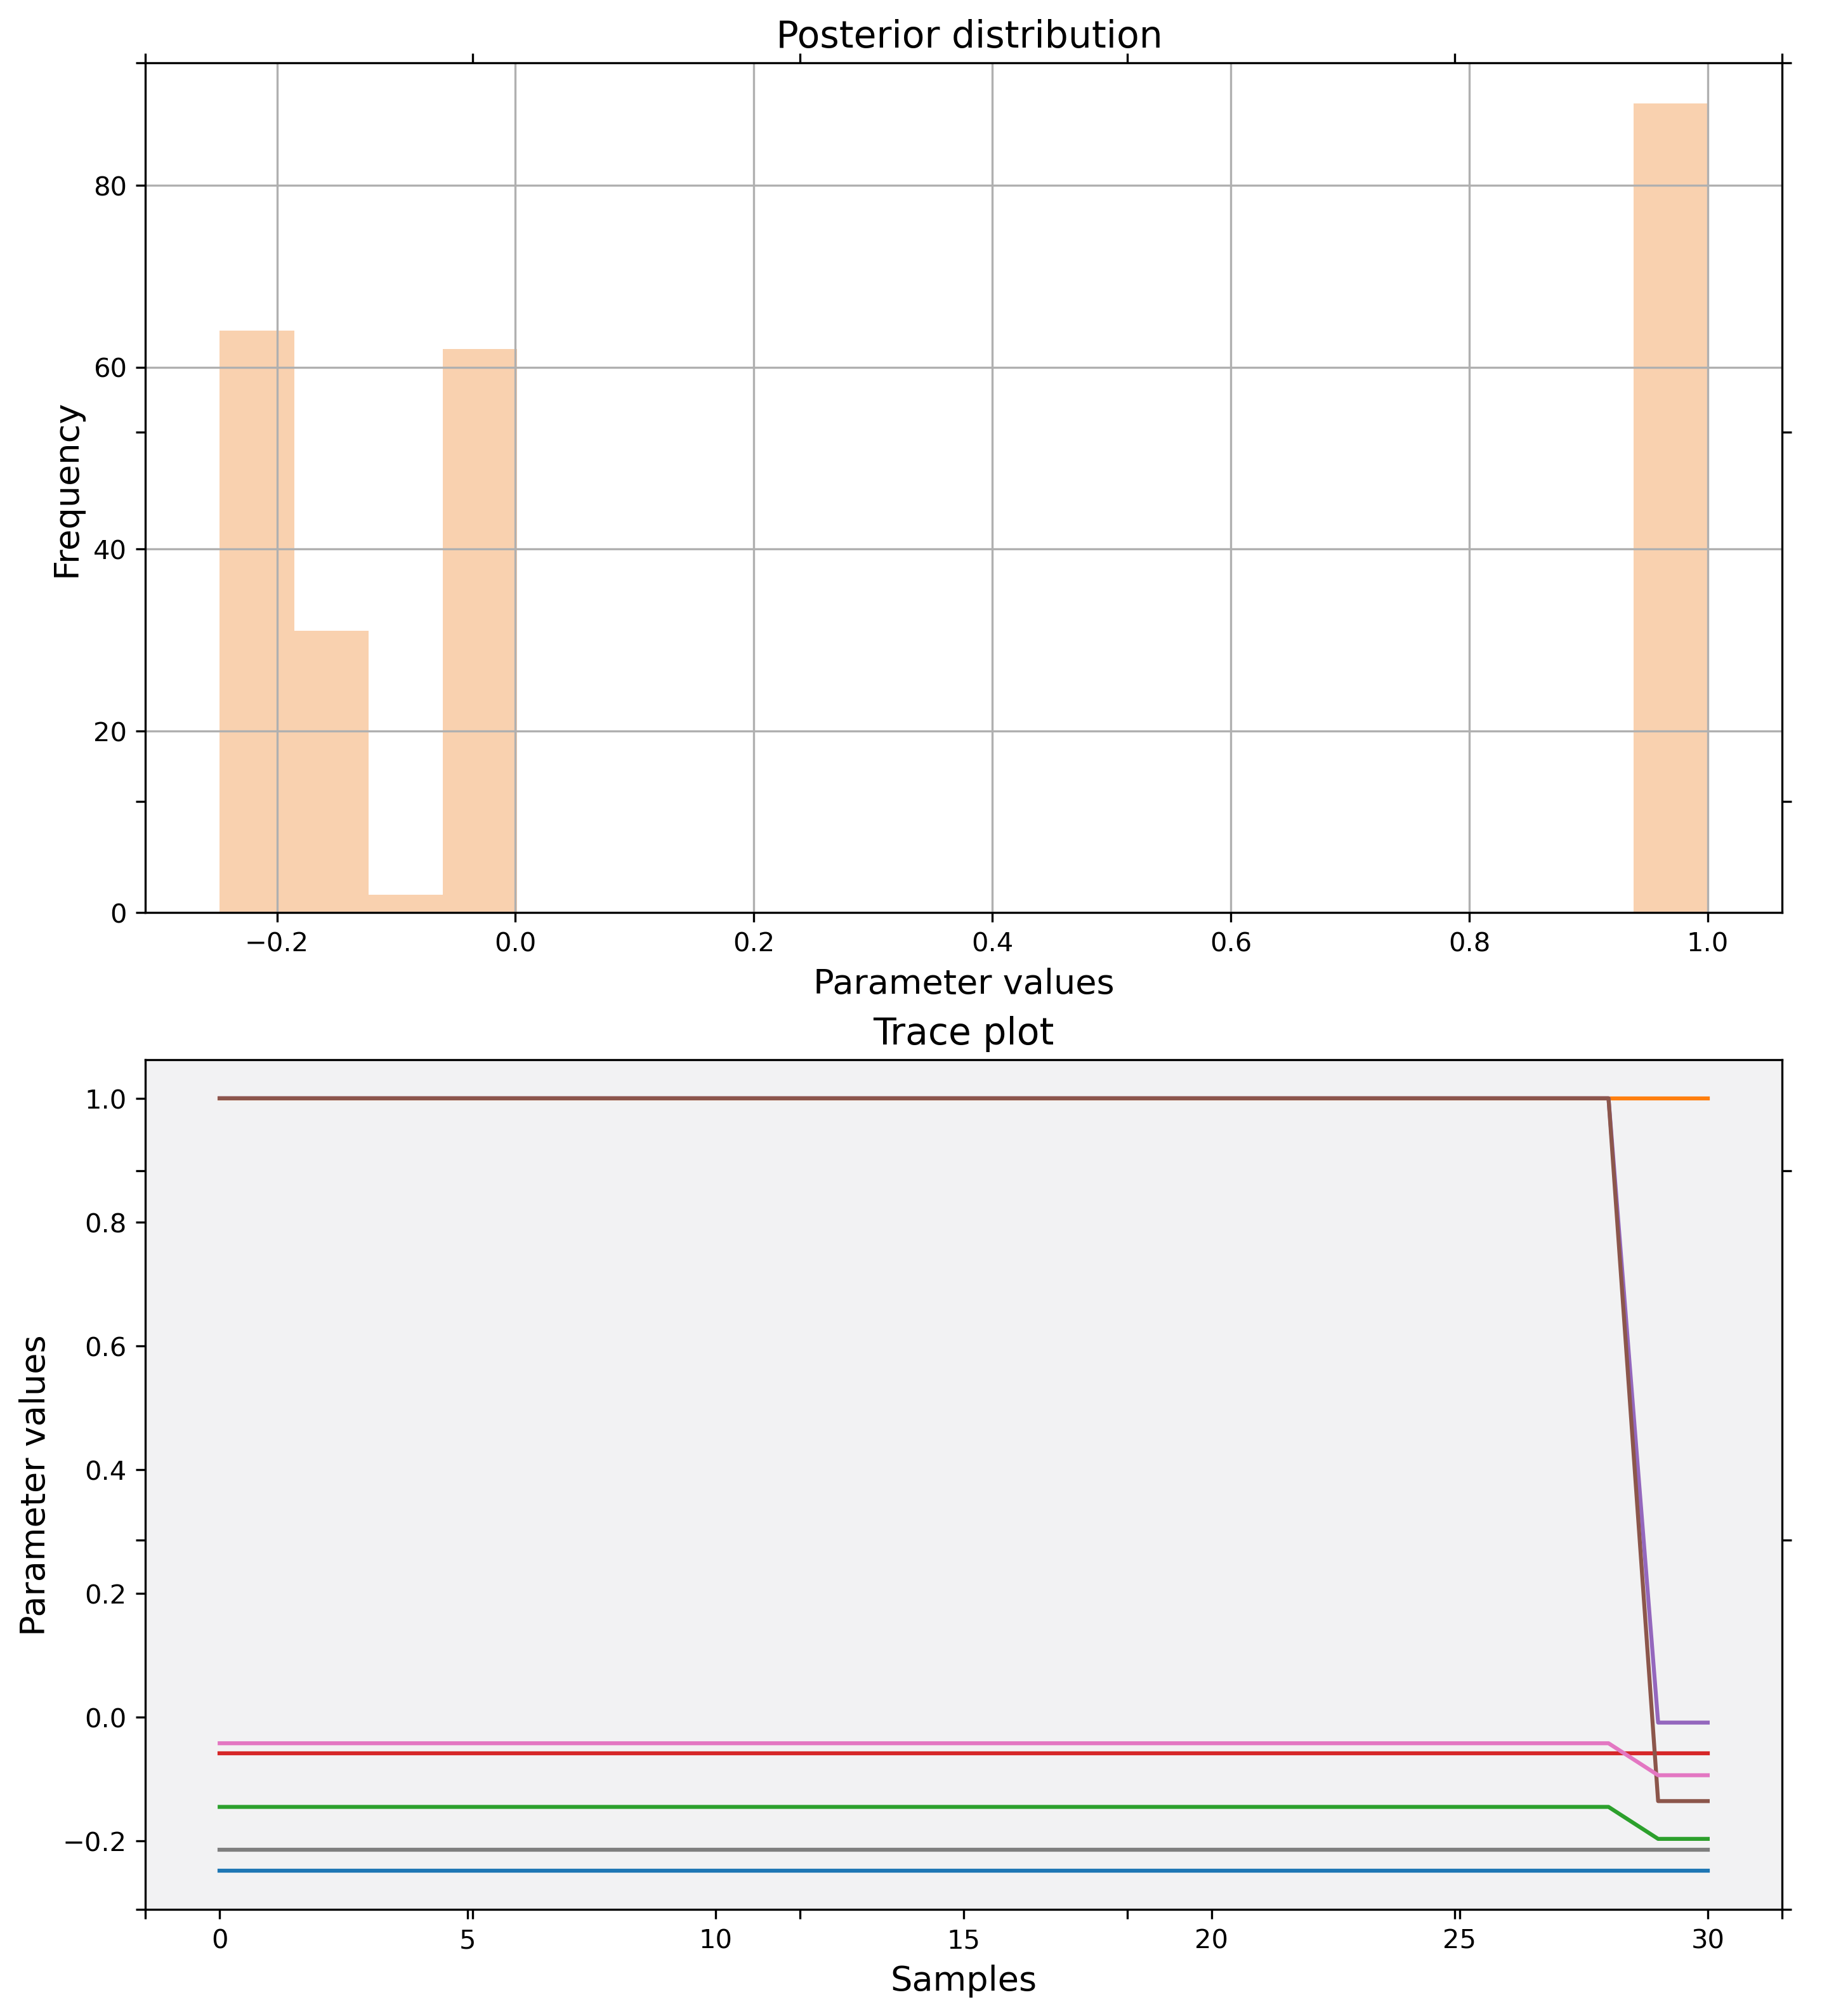 Posterior distribution
80
60
40
20
0
Frequency
−0.2 0.0 0.2 0.4 0.6 0.8 1.0
Parameter values
Trace plot
1.0
0.8
0.6
0.4
0.2
0.0
−0.2
Parameter values
0 5 10 15 20 25 30
Samples